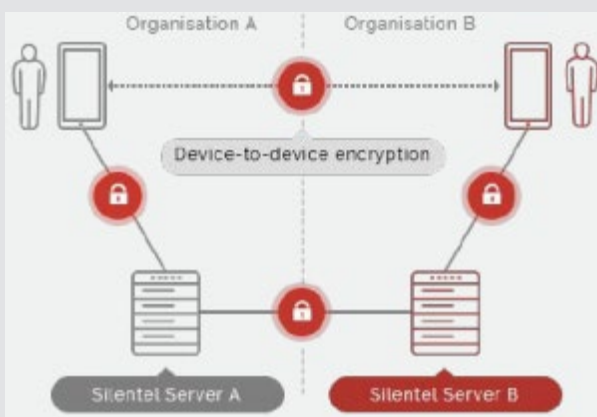 Organisation A
Organisation B
Device-to-device encryption
Silentel Server A
Silentel Server B